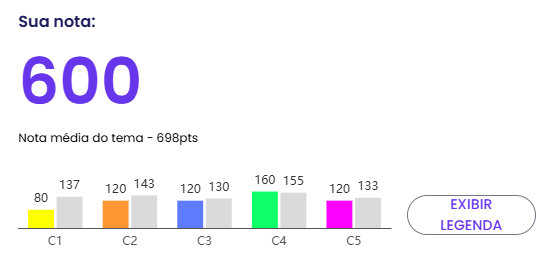 Sua nota:
600
Nota média do tema - 698pts
80 137 120 143 120 130 160 155 120 133
C1 C2 C3 C4 C5
EXIBIR
LEGENDA